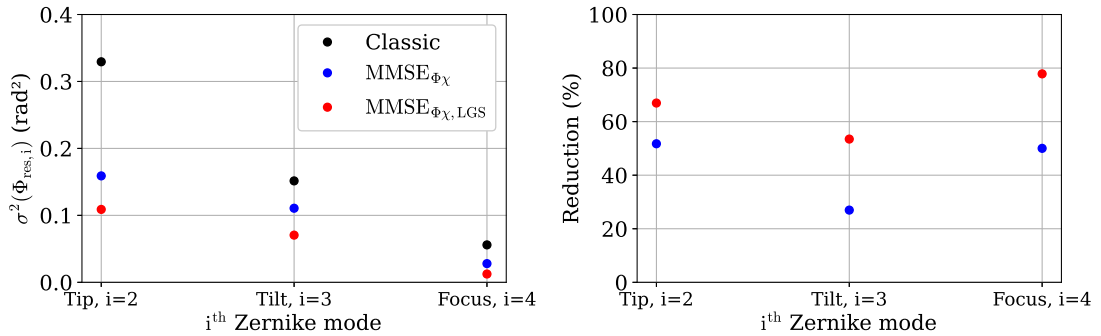 0.4
0.3
0.2
0.1
0.0
σ²(Φres,i) (rad²)
Classic
MMSEΦχ
MMSEΦχ, LGS
Tip, i=2
Tilt, i=3
Focus, i=4
iᵗʰ Zernike mode
100
80
60
40
20
0
Reduction (%)
Tip, i=2
Tilt, i=3
Focus, i=4
iᵗʰ Zernike mode